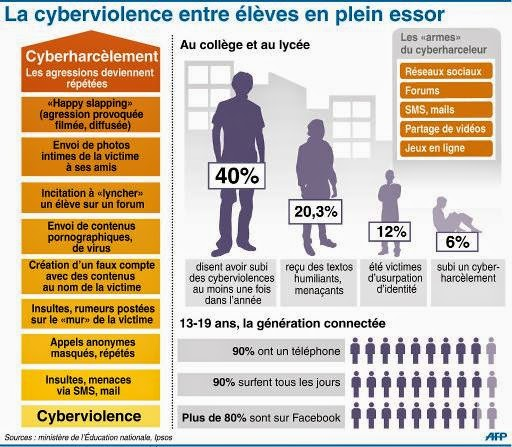 La cyberviolence entre élèves en plein essor
Cyberharcèlement
Les agressions deviennent
répétées
«Happy slapping»
(agression provoquée
filmée, diffusée)
Envoi de photos
intimes de la victime
à ses amis
Incitation à «lyncher»
un élève sur un forum
Envoi de contenus
pornographiques,
de virus
Création d'un faux compte
avec des contenus
au nom de la victime
Insultes, rumeurs postées
sur le «mur» de la victime
Appels anonymes
masqués, répétés
Insultes, menaces
via SMS, mail
Cyberviolence
Au collège et au lycée
Les «armes»
du cyberharceleur
Réseaux sociaux
Forums
SMS, mails
Partage de vidéos
Jeux en ligne
40%
disent avoir subi
des cyberviolences
au moins une fois
dans l'année
20,3%
reçu des textos
humiliants,
menaçants
12%
été victimes
d'usurpation
d'identité
6%
subi un cyber-
harcèlement
13-19 ans, la génération connectée
90% ont un téléphone
90% surfent tous les jours
Plus de 80% sont sur Facebook
Sources : ministère de l'Éducation nationale, Ipsos
AFP